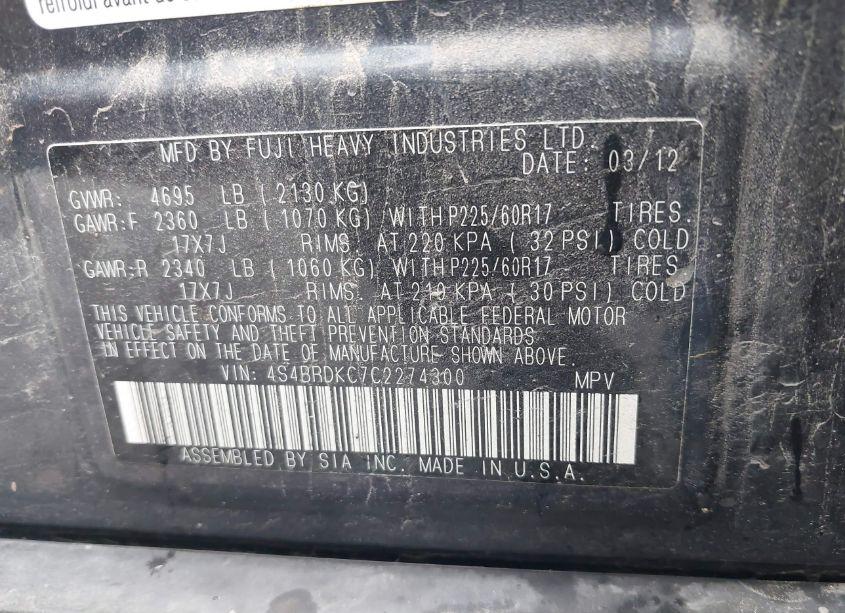 refroidi avant de
MFD BY FUJI HEAVY INDUSTRIES LTD.
DATE: 03/12
GVWR: 4695 LB (2130 KG)
GAWR:F 2360 LB (1070 KG) WITH P225/60R17 TIRES.
17X7J RIMS AT 220 KPA (32 PSI) COLD
GAWR:R 2340 LB (1060 KG) WITH P225/60R17 TIRES
17X7J RIMS. AT 210 KPA (30 PSI) COLD
THIS VEHICLE CONFORMS TO ALL APPLICABLE FEDERAL MOTOR
VEHICLE SAFETY AND THEFT PREVENTION STANDARDS
IN EFFECT ON THE DATE OF MANUFACTURE SHOWN ABOVE.
VIN: 4S4BRDKC7C2274300 MPV
ASSEMBLED BY SIA INC. MADE IN U.S.A.